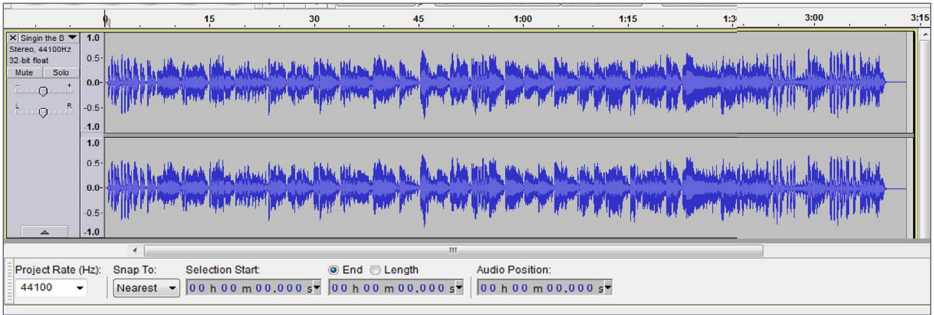 0 15 30 45 1:00 1:15 1:3 3:00 3:15
X Singin the B
Stereo, 44100Hz
32-bit float
Mute Solo
- +
L R
1.0
0.5-
0.0-
-0.5-
-1.0
1.0
0.5-
0.0-
-0.5-
-1.0
Project Rate (Hz): Snap To: Selection Start: End Length Audio Position:
44100 Nearest 00 h 00 m 00.000 s 00 h 00 m 00.000 s 00 h 00 m 00.000 s